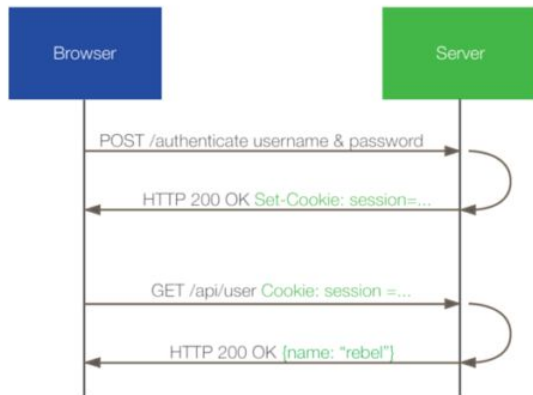 Browser
Server
POST /authenticate username & password
HTTP 200 OK Set-Cookie: session=...
GET /api/user Cookie: session =...
HTTP 200 OK {name: “rebel”}